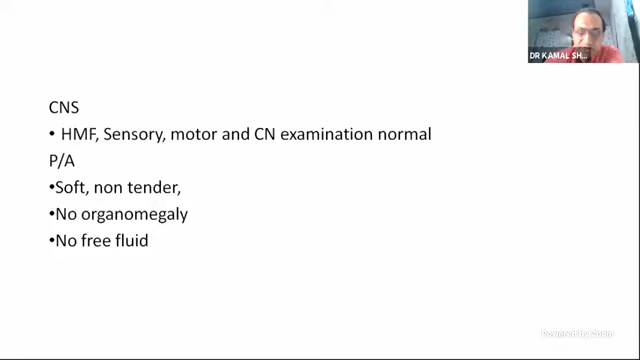 DR KAMAL SH...
CNS
• HMF, Sensory, motor and CN examination normal
P/A
•Soft, non tender,
•No organomegaly
•No free fluid
Powered by Zoom